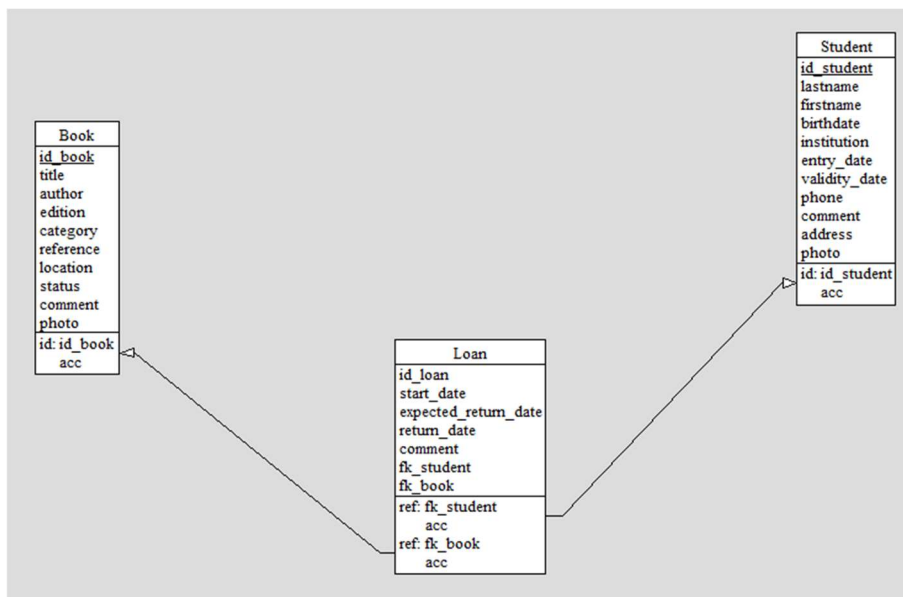 Book
id_book
title
author
edition
category
reference
location
status
comment
photo
id: id_book
acc
Loan
id_loan
start_date
expected_return_date
return_date
comment
fk_student
fk_book
ref: fk_student
acc
ref: fk_book
acc
Student
id_student
lastname
firstname
birthdate
institution
entry_date
validity_date
phone
comment
address
photo
id: id_student
acc